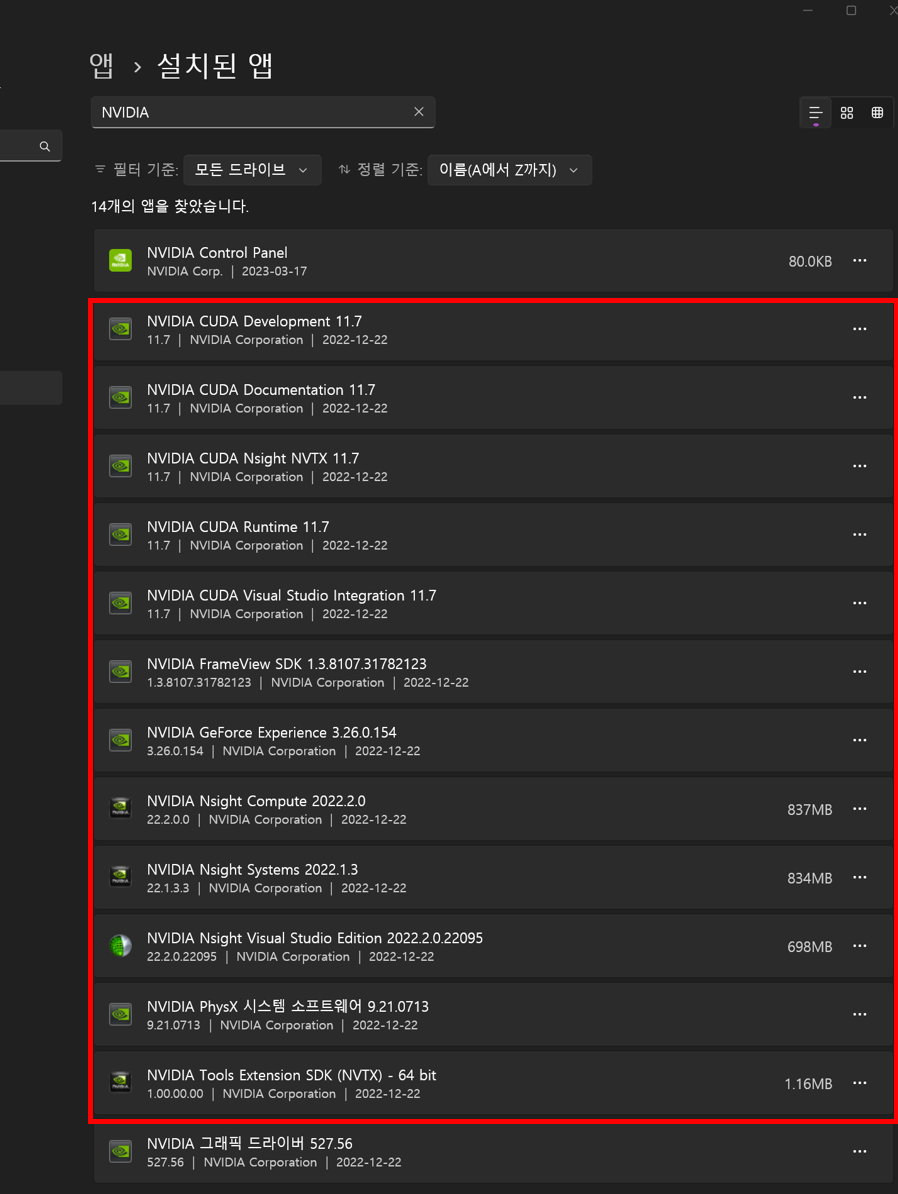 앱 › 설치된 앱
NVIDIA
필터 기준: 모든 드라이브 정렬 기준: 이름(A에서 Z까지)
14개의 앱을 찾았습니다.
NVIDIA Control Panel
NVIDIA Corp. | 2023-03-17
80.0KB
NVIDIA CUDA Development 11.7
11.7 | NVIDIA Corporation | 2022-12-22
NVIDIA CUDA Documentation 11.7
11.7 | NVIDIA Corporation | 2022-12-22
NVIDIA CUDA Nsight NVTX 11.7
11.7 | NVIDIA Corporation | 2022-12-22
NVIDIA CUDA Runtime 11.7
11.7 | NVIDIA Corporation | 2022-12-22
NVIDIA CUDA Visual Studio Integration 11.7
11.7 | NVIDIA Corporation | 2022-12-22
NVIDIA FrameView SDK 1.3.8107.31782123
1.3.8107.31782123 | NVIDIA Corporation | 2022-12-22
NVIDIA GeForce Experience 3.26.0.154
3.26.0.154 | NVIDIA Corporation | 2022-12-22
NVIDIA Nsight Compute 2022.2.0
22.2.0.0 | NVIDIA Corporation | 2022-12-22
837MB
NVIDIA Nsight Systems 2022.1.3
22.1.3.3 | NVIDIA Corporation | 2022-12-22
834MB
NVIDIA Nsight Visual Studio Edition 2022.2.0.22095
22.2.0.22095 | NVIDIA Corporation | 2022-12-22
698MB
NVIDIA PhysX 시스템 소프트웨어 9.21.0713
9.21.0713 | NVIDIA Corporation | 2022-12-22
NVIDIA Tools Extension SDK (NVTX) - 64 bit
1.00.00.00 | NVIDIA Corporation | 2022-12-22
1.16MB
NVIDIA 그래픽 드라이버 527.56
527.56 | NVIDIA Corporation | 2022-12-22